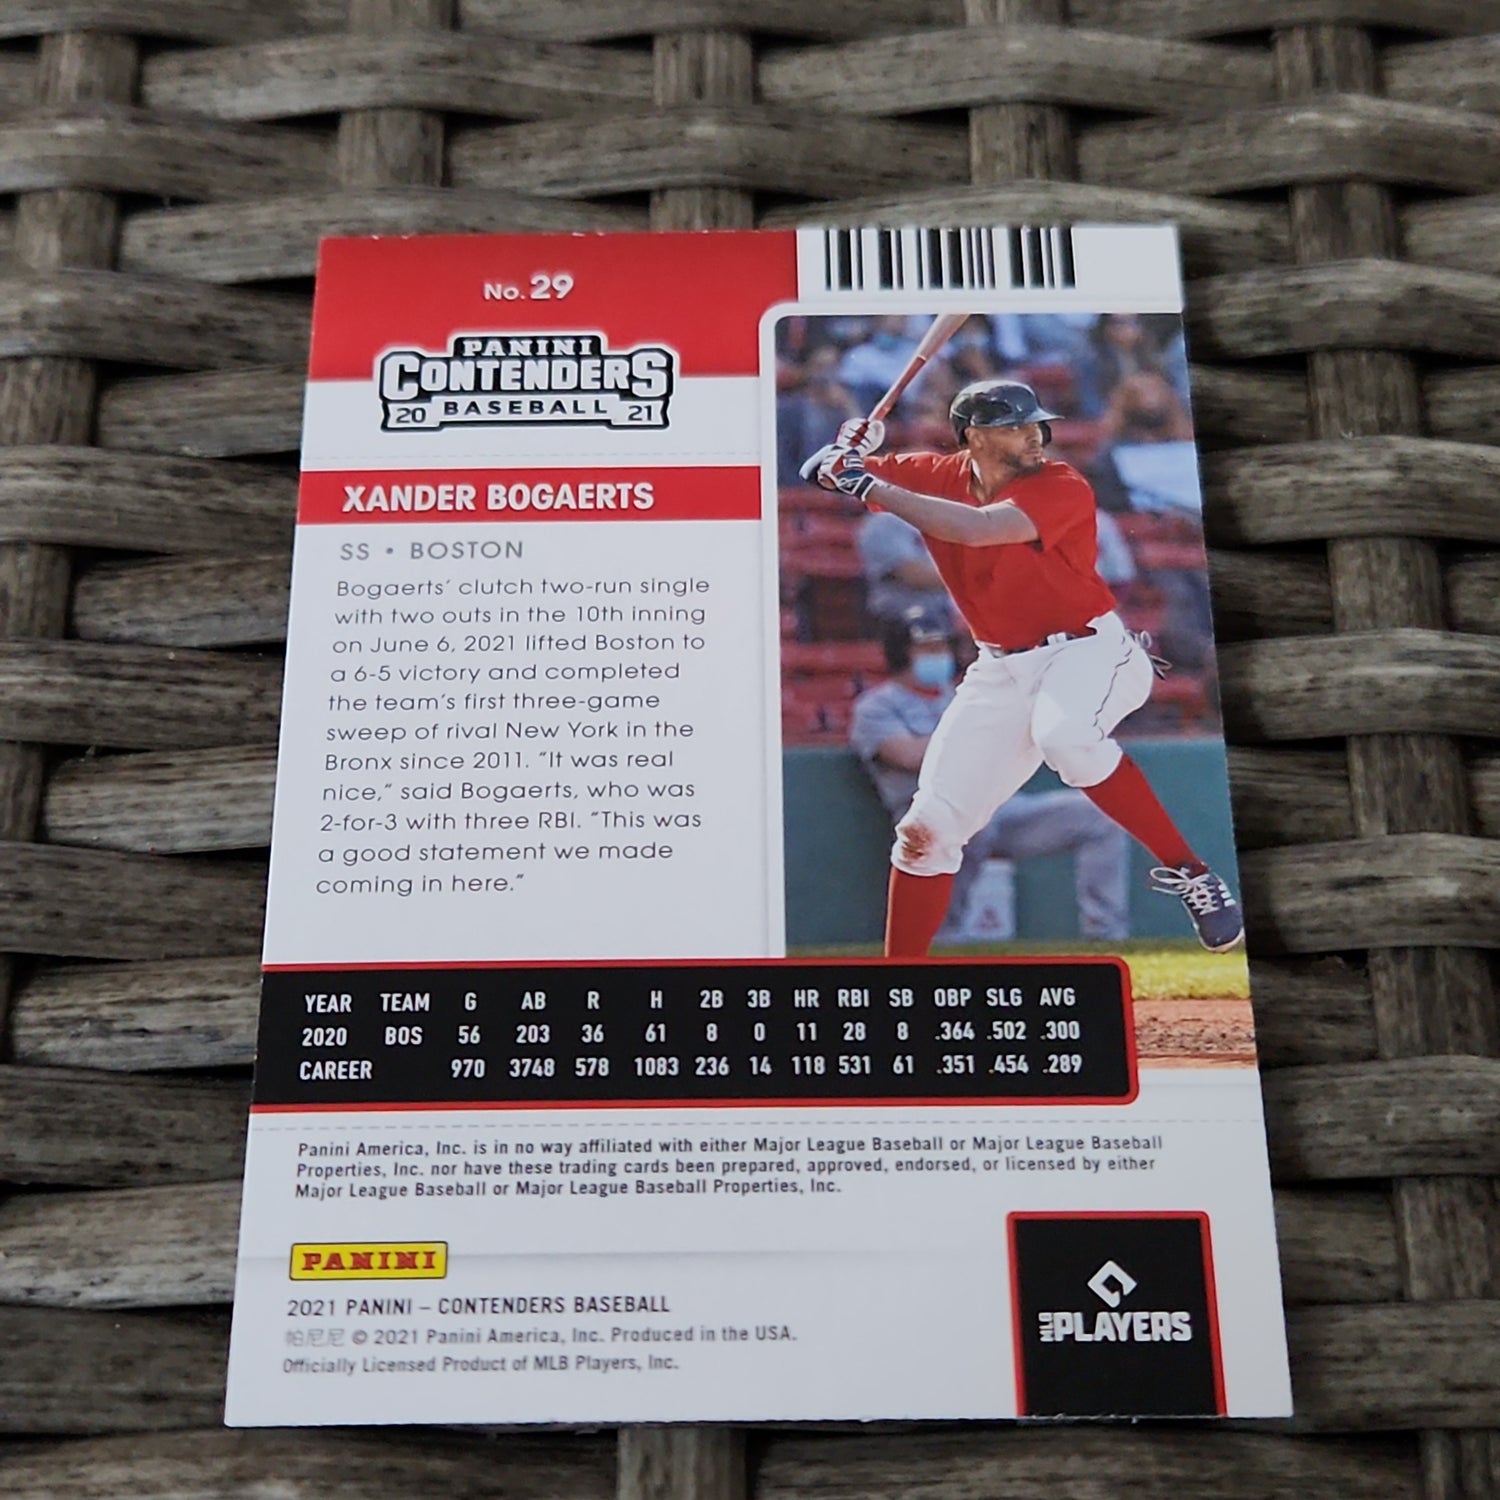 No. 29
PANINI
CONTENDERS
20 BASEBALL 21
XANDER BOGAERTS
SS • BOSTON
Bogaerts’ clutch two-run single
with two outs in the 10th inning
on June 6, 2021 lifted Boston to
a 6-5 victory and completed
the team’s first three-game
sweep of rival New York in the
Bronx since 2011. “It was real
nice,” said Bogaerts, who was
2-for-3 with three RBI. “This was
a good statement we made
coming in here.”
YEAR TEAM G AB R H 2B 3B HR RBI SB OBP SLG AVG
2020 BOS 56 203 36 61 8 0 11 28 8 .364 .502 .300
CAREER 970 3748 578 1083 236 14 118 531 61 .351 .454 .289
Panini America, Inc. is in no way affiliated with either Major League Baseball or Major League Baseball
Properties, Inc. nor have these trading cards been prepared, approved, endorsed, or licensed by either
Major League Baseball or Major League Baseball Properties, Inc.
PANINI
2021 PANINI – CONTENDERS BASEBALL
帕尼尼 © 2021 Panini America, Inc. Produced in the USA.
Officially Licensed Product of MLB Players, Inc.
MLB PLAYERS